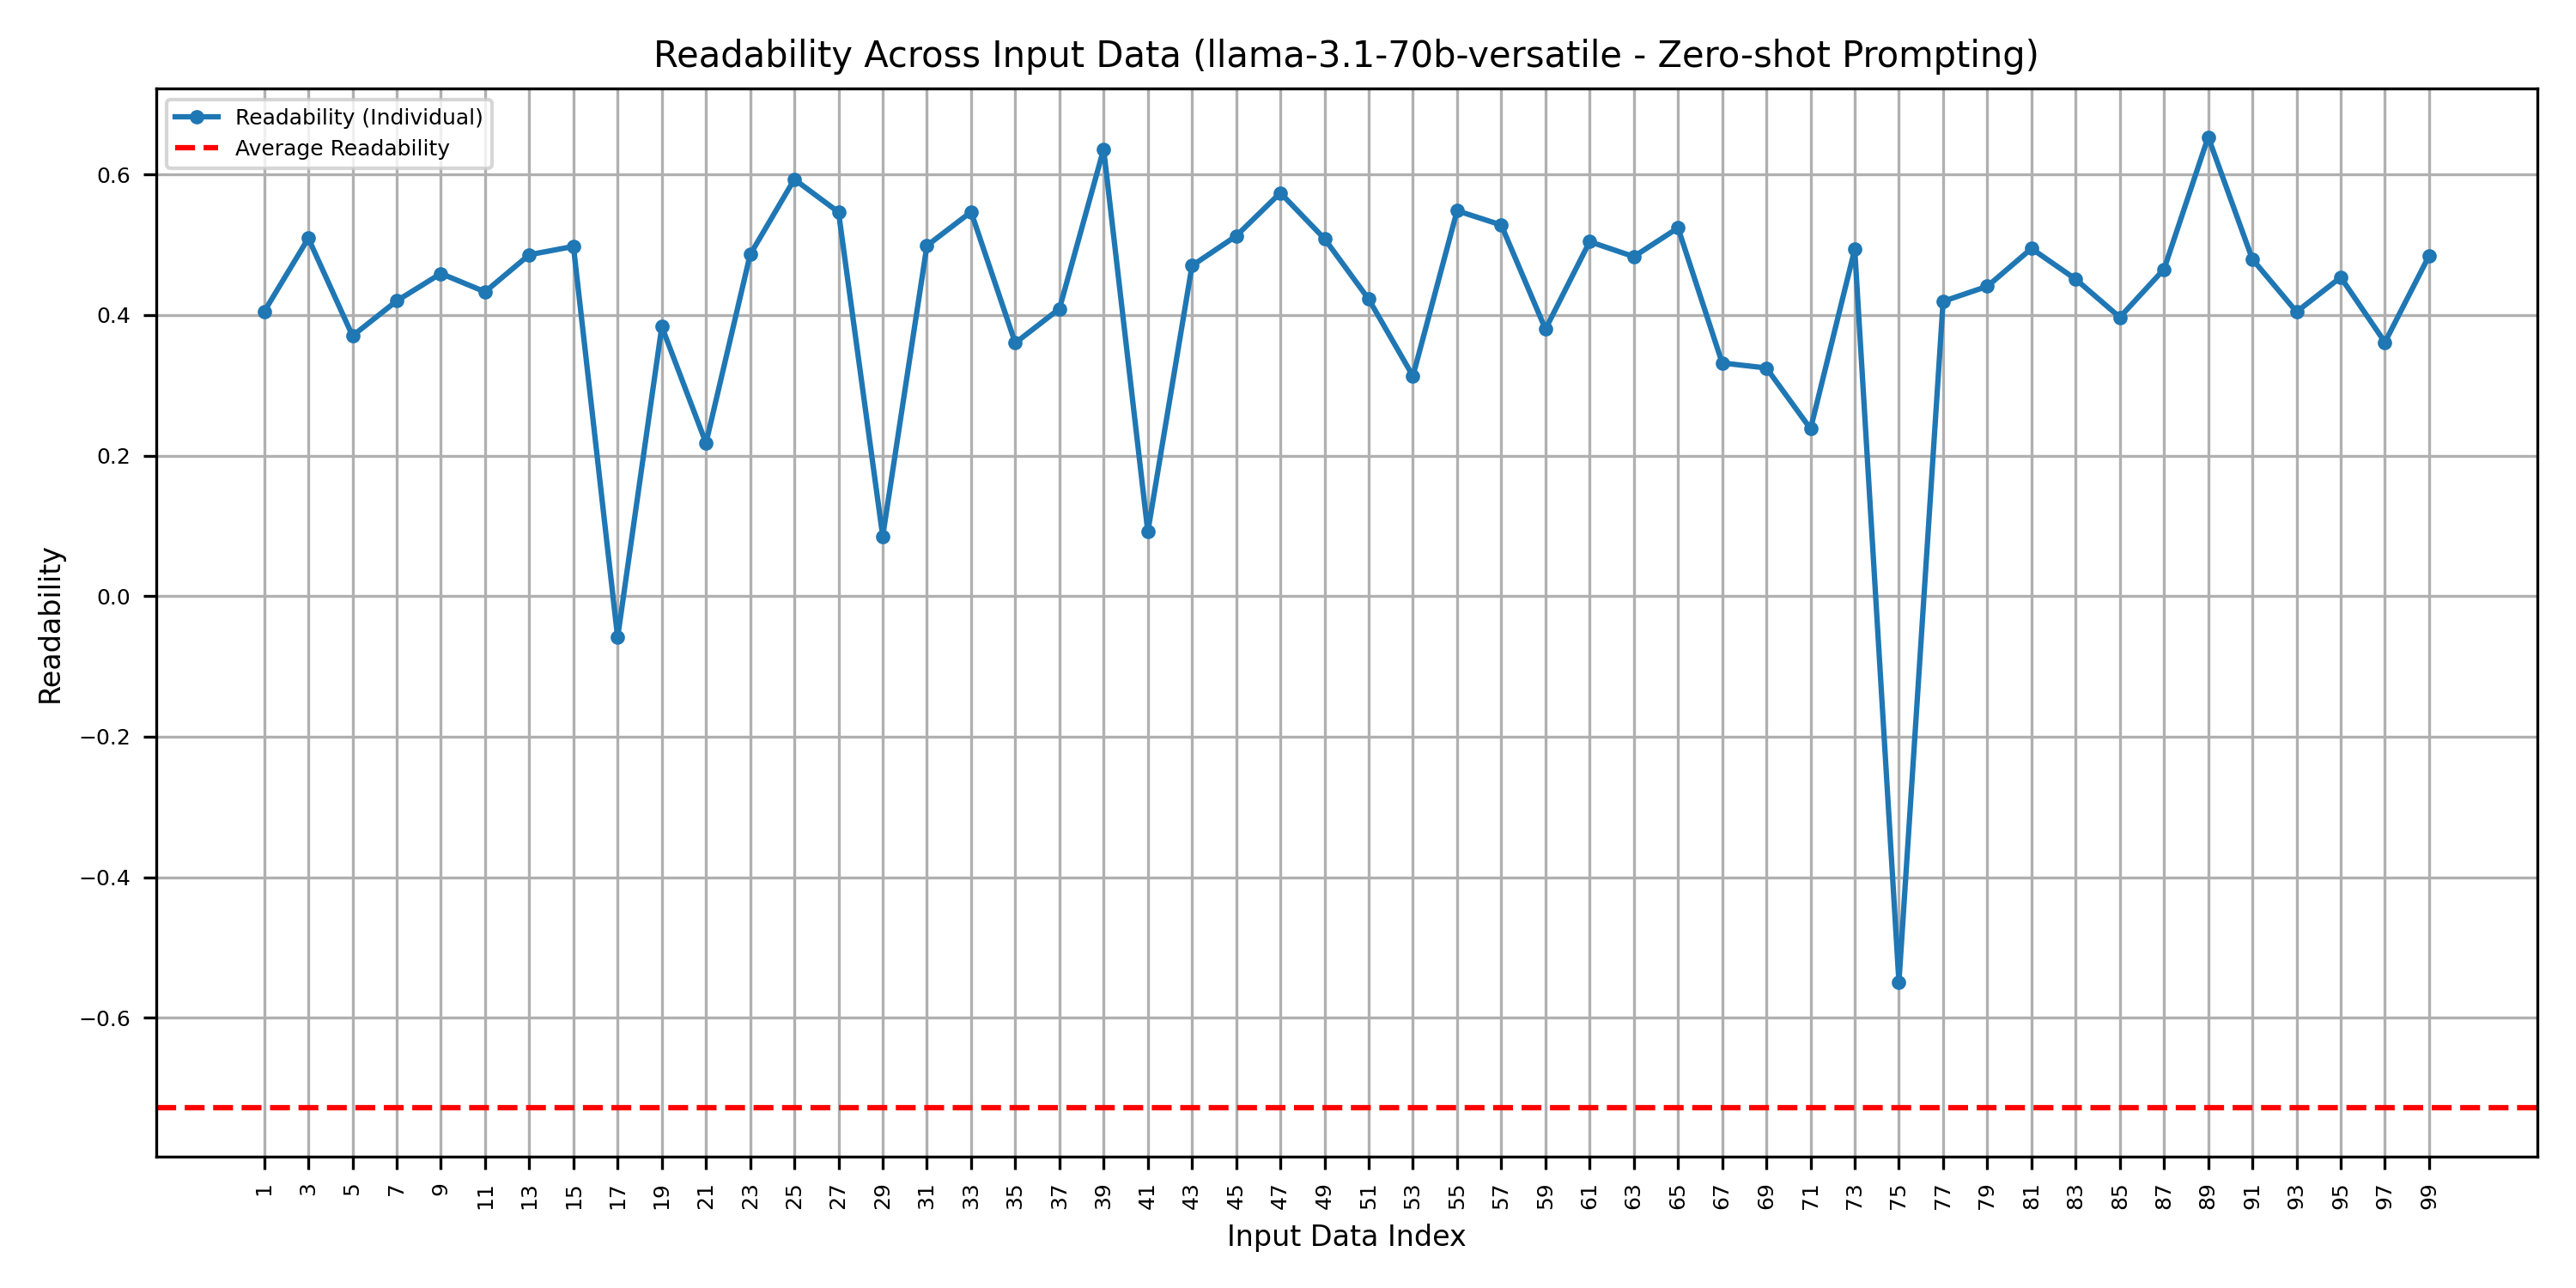 Readability Across Input Data (llama-3.1-70b-versatile - Zero-shot Prompting)
Readability (Individual)
Average Readability
0.6
0.4
0.2
0.0
−0.2
−0.4
−0.6
Readability
1 3 5 7 9 11 13 15 17 19 21 23 25 27 29 31 33 35 37 39 41 43 45 47 49 51 53 55 57 59 61 63 65 67 69 71 73 75 77 79 81 83 85 87 89 91 93 95 97 99
Input Data Index